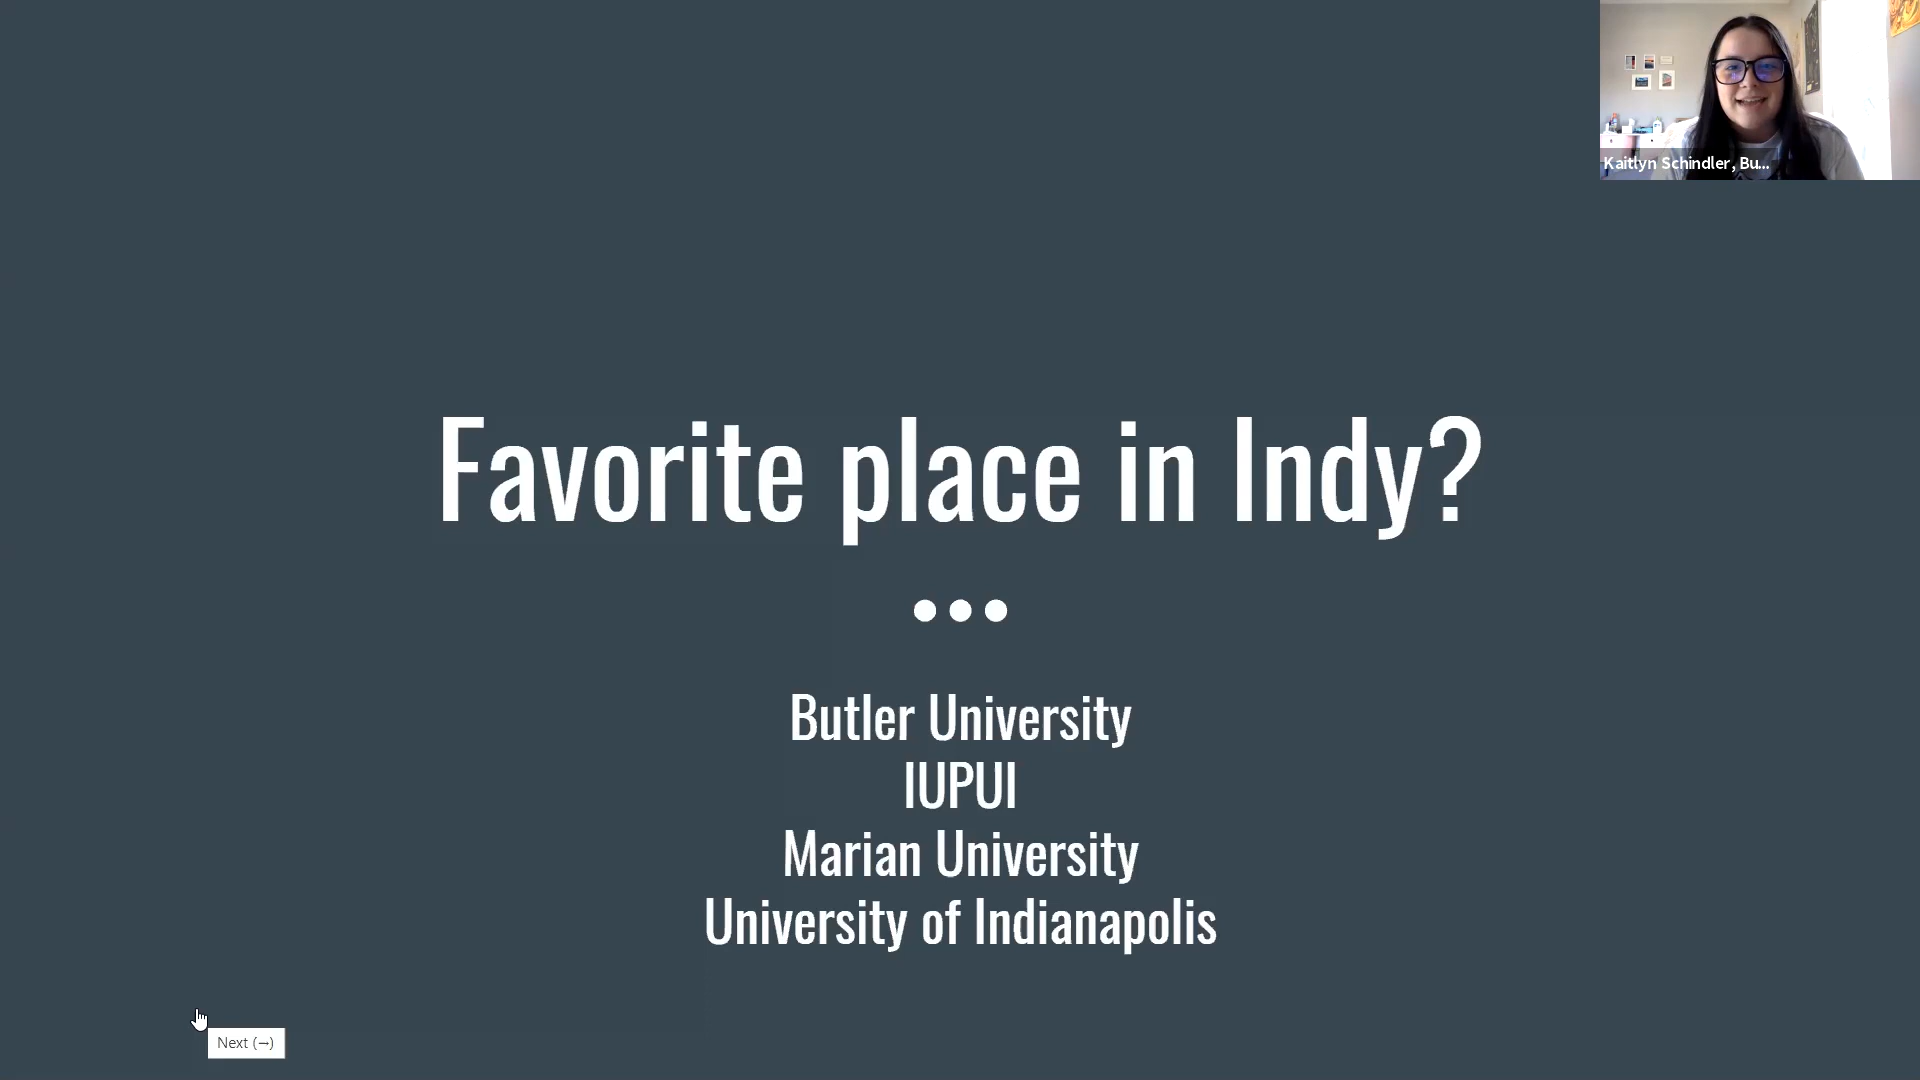 Kaitlyn Schindler, Bu...
Favorite place in Indy?
Butler University
IUPUI
Marian University
University of Indianapolis
Next (→)